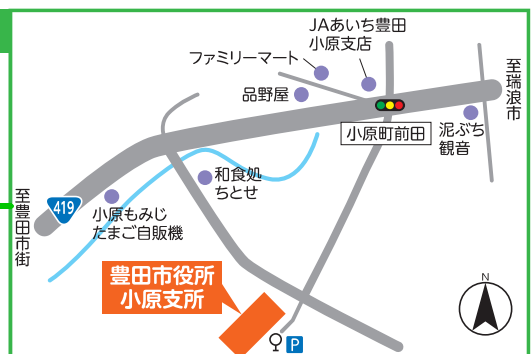 JAあいち豊田
小原支店
ファミリーマート
品野屋
至瑞浪市
小原町前田
泥ぶち
観音
和食処
ちとせ
419
至豊田市街
小原もみじ
たまご自販機
豊田市役所
小原支所
N
P